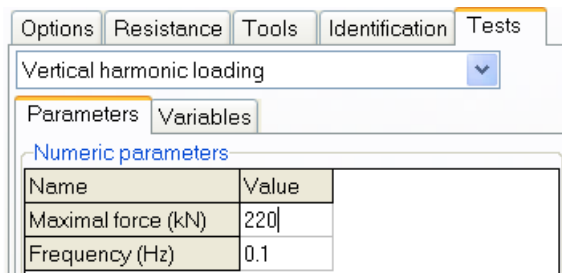 Options Resistance Tools Identification Tests
Vertical harmonic loading
Parameters Variables
Numeric parameters
Name Value
Maximal force (kN) 220
Frequency (Hz) 0.1